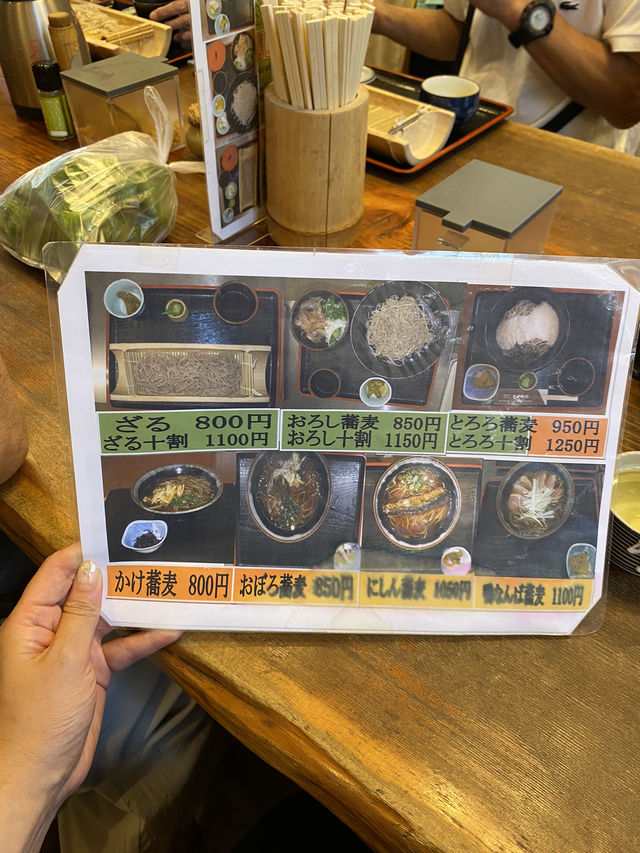 ざる 800円
ざる十割 1100円
おろし蕎麦 850円
おろし十割 1150円
とろろ蕎麦 950円
とろろ十割 1250円
かけ蕎麦 800円
おぼろ蕎麦 850円
にしん蕎麦 1050円
鴨なんば蕎麦 1100円